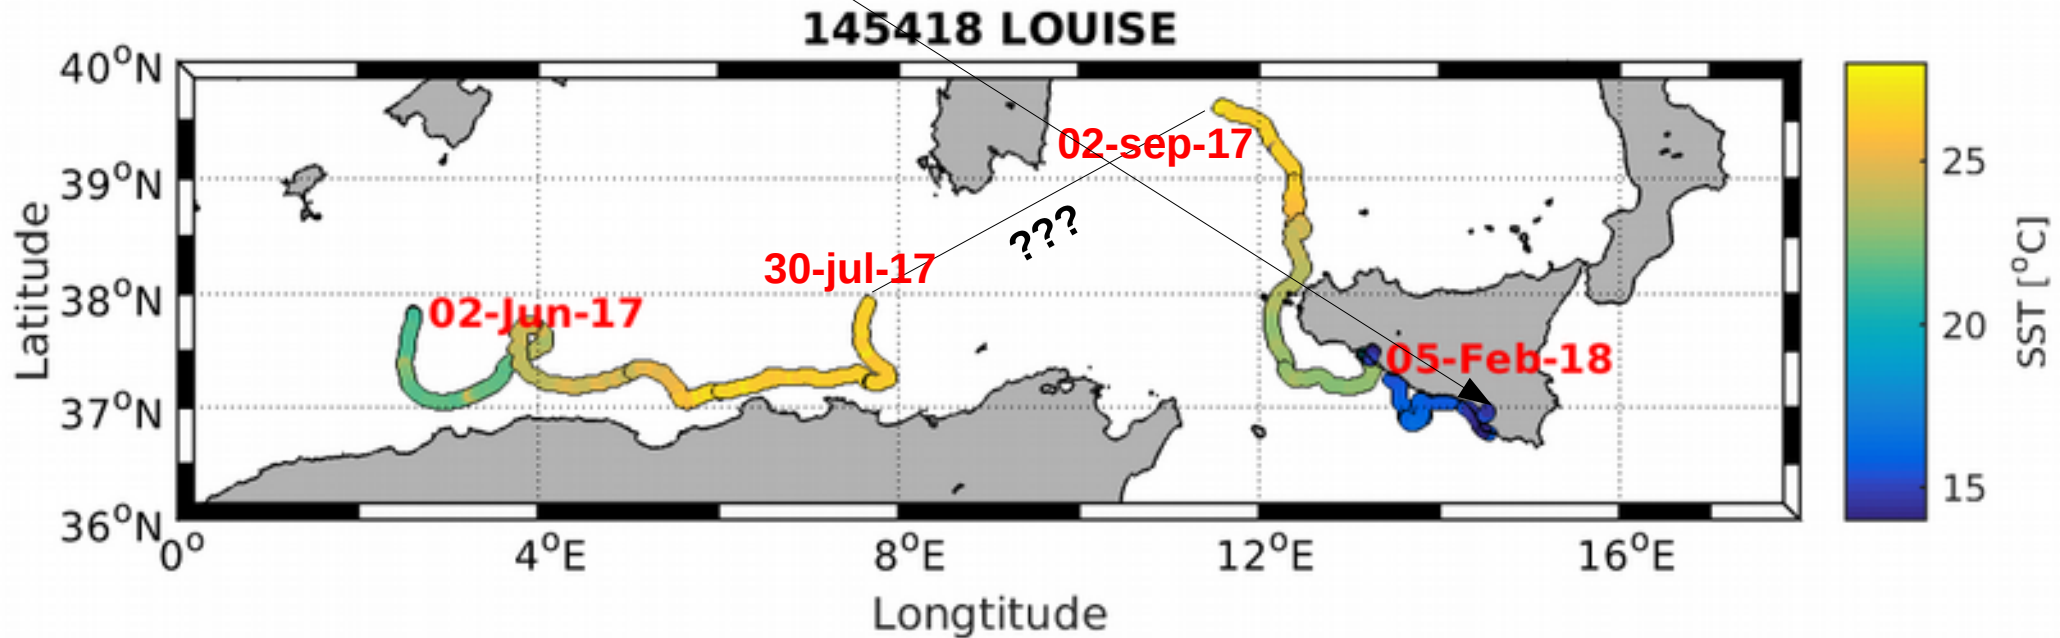 145418 LOUISE
40°N
39°N
38°N
37°N
36°N
Latitude
02-Jun-17
30-jul-17
???
02-sep-17
05-Feb-18
0°
4°E
8°E
12°E
16°E
Longtitude
25
20
15
SST [°C]